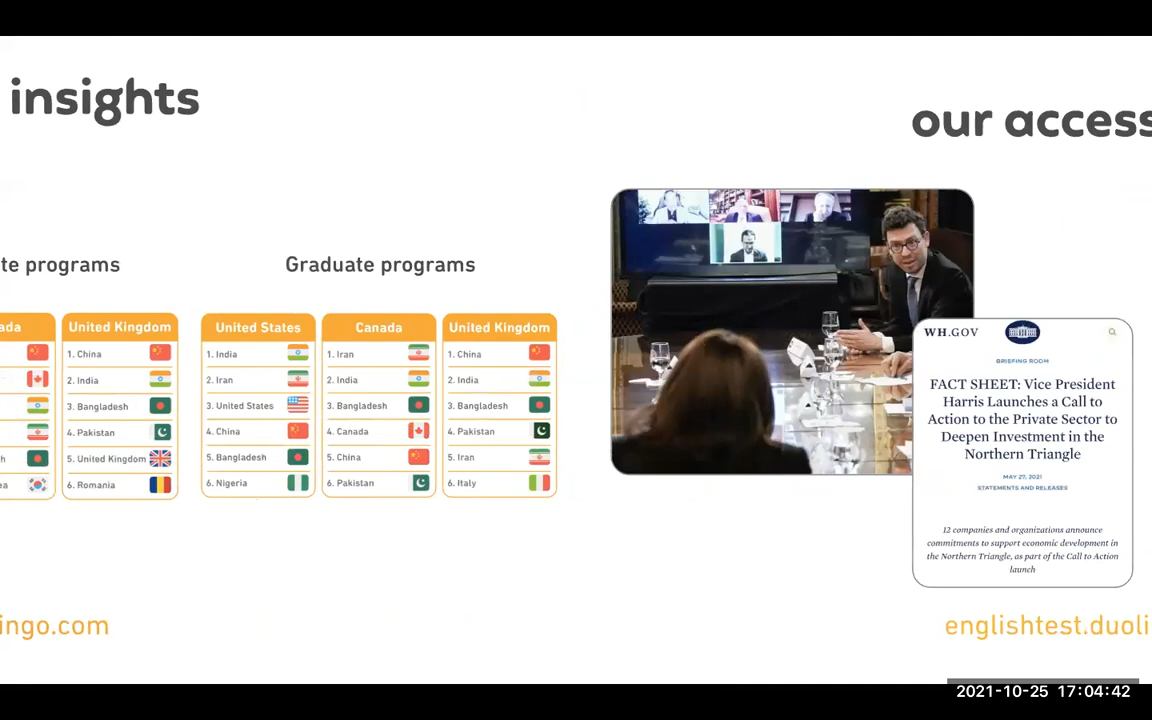 insights
te programs
ada
h
ea
United Kingdom
1. China
2. India
3. Bangladesh
4. Pakistan
5. United Kingdom
6. Romania
Graduate programs
United States
1. India
2. Iran
3. United States
4. China
5. Bangladesh
6. Nigeria
Canada
1. Iran
2. India
3. Bangladesh
4. Canada
5. China
6. Pakistan
United Kingdom
1. China
2. India
3. Bangladesh
4. Pakistan
5. Iran
6. Italy
ingo.com
our access
WH.GOV
BRIEFING ROOM
FACT SHEET: Vice President
Harris Launches a Call to
Action to the Private Sector to
Deepen Investment in the
Northern Triangle
MAY 27, 2021
STATEMENTS AND RELEASES
12 companies and organizations announce
commitments to support economic development in
the Northern Triangle, as part of the Call to Action
launch
englishtest.duoli
2021-10-25 17:04:42